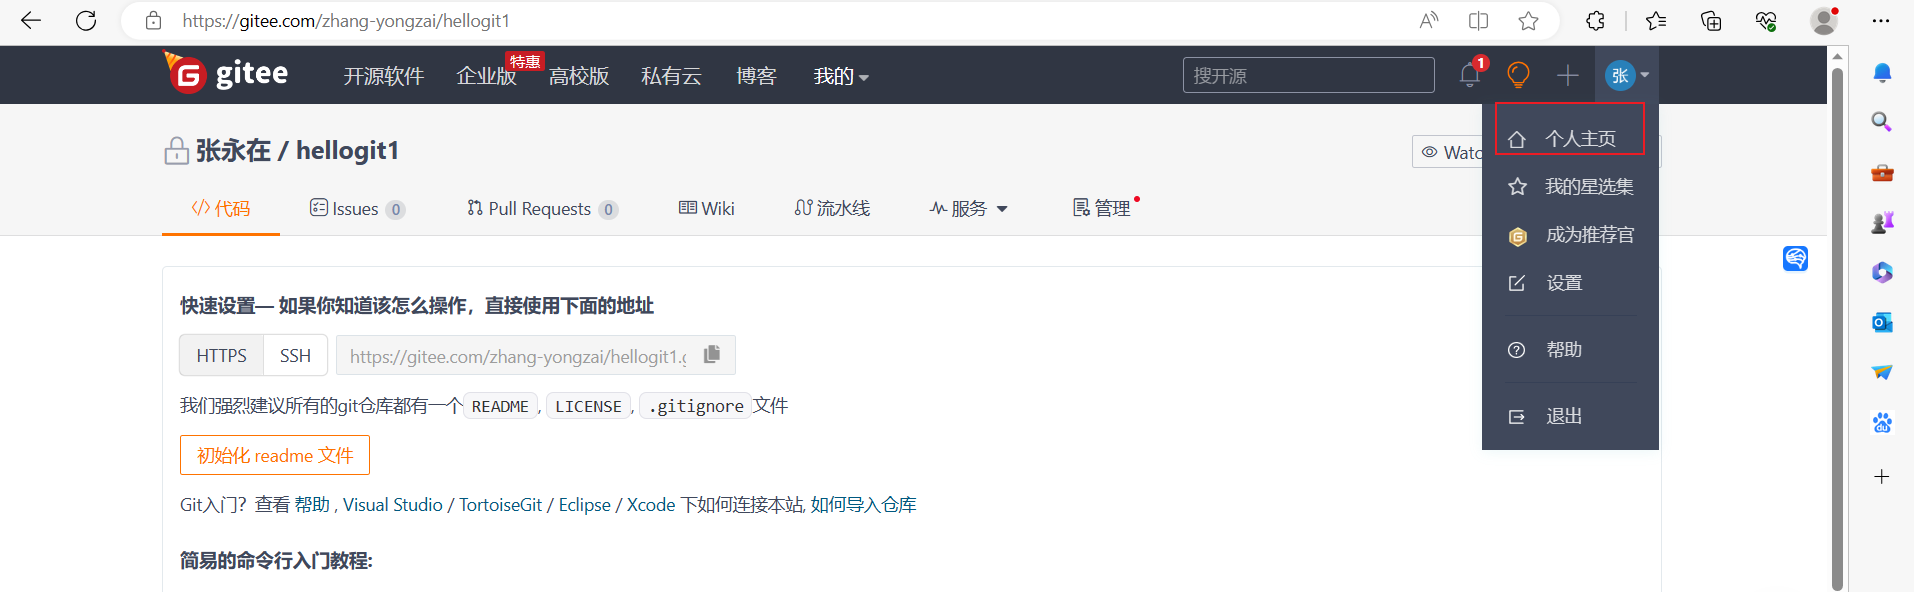 https://gitee.com/zhang-yongzai/hellogit1
gitee 开源软件 企业版 特惠 高校版 私有云 博客 我的 搜开源 1 张
张永在 / hellogit1
个人主页
我的星选集
成为推荐官
设置
帮助
退出
代码 Issues 0 Pull Requests 0 Wiki 流水线 服务 管理
快速设置— 如果你知道该怎么操作，直接使用下面的地址
HTTPS SSH https://gitee.com/zhang-yongzai/hellogit1.g
我们强烈建议所有的git仓库都有一个 README, LICENSE, .gitignore 文件
初始化 readme 文件
Git入门？查看 帮助 , Visual Studio / TortoiseGit / Eclipse / Xcode 下如何连接本站, 如何导入仓库
简易的命令行入门教程: